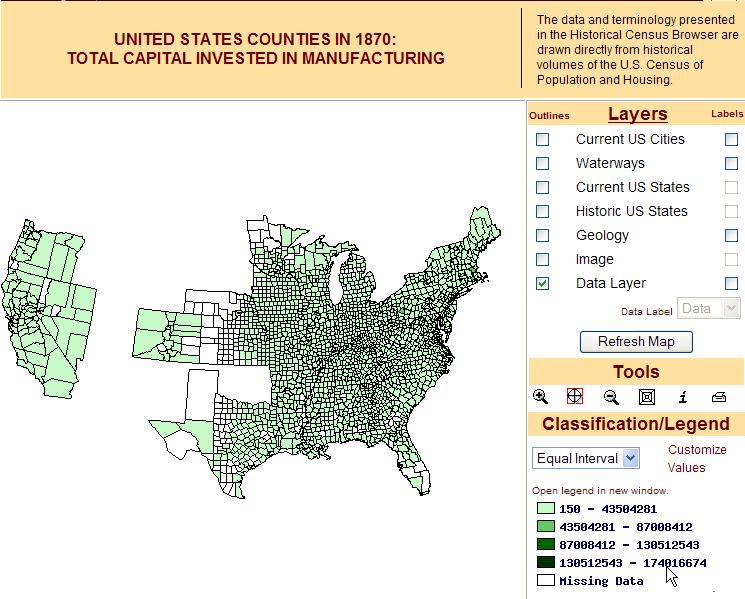 UNITED STATES COUNTIES IN 1870:
TOTAL CAPITAL INVESTED IN MANUFACTURING
The data and terminology presented
in the Historical Census Browser are
drawn directly from historical
volumes of the U.S. Census of
Population and Housing.
Outlines Layers Labels
Current US Cities
Waterways
Current US States
Historic US States
Geology
Image
Data Layer
Data Label Data
Refresh Map
Tools
Classification/Legend
Equal Interval Customize
Values
Open legend in new window.
150 - 43504281
43504281 - 87008412
87008412 - 130512543
130512543 - 174016674
Missing Data